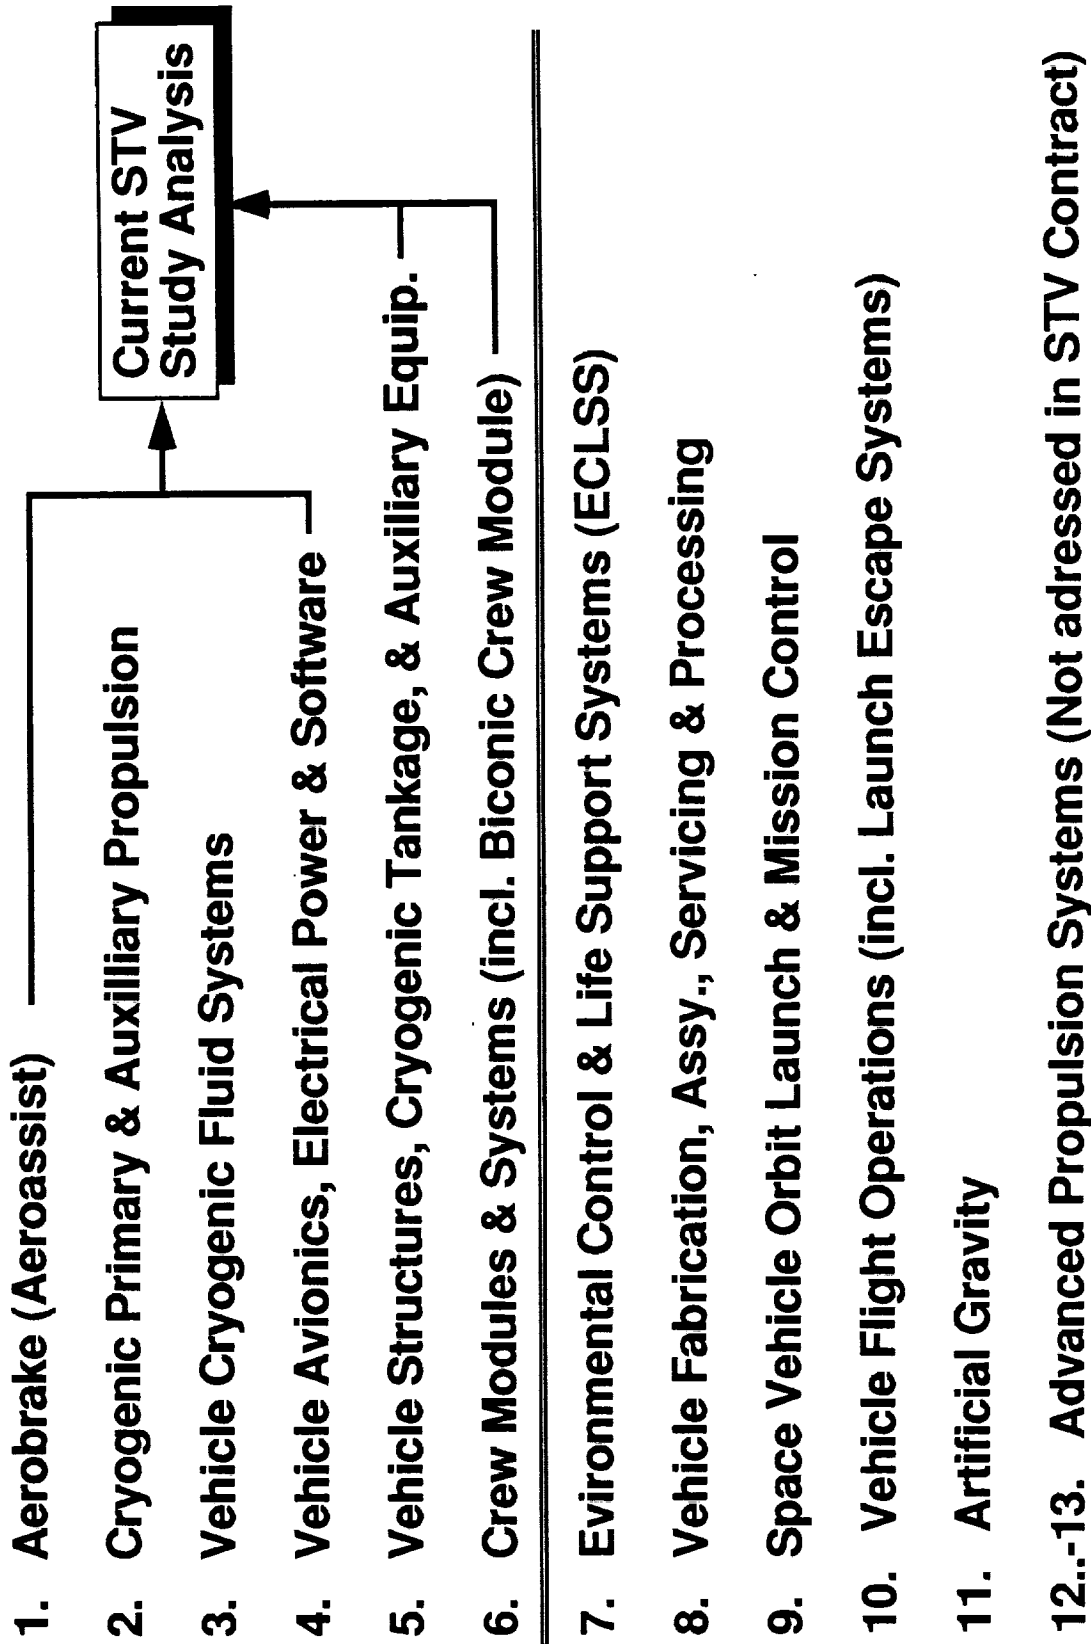 1. Aerobrake (Aeroassist)
2. Cryogenic Primary & Auxilliary Propulsion
3. Vehicle Cryogenic Fluid Systems
4. Vehicle Avionics, Electrical Power & Software
5. Vehicle Structures, Cryogenic Tankage, & Auxiliary Equip.
6. Crew Modules & Systems (incl. Biconic Crew Module)
Current STV
Study Analysis
7. Evironmental Control & Life Support Systems (ECLSS)
8. Vehicle Fabrication, Assy., Servicing & Processing
9. Space Vehicle Orbit Launch & Mission Control
10. Vehicle Flight Operations (incl. Launch Escape Systems)
11. Artificial Gravity
12..-13. Advanced Propulsion Systems (Not adressed in STV Contract)